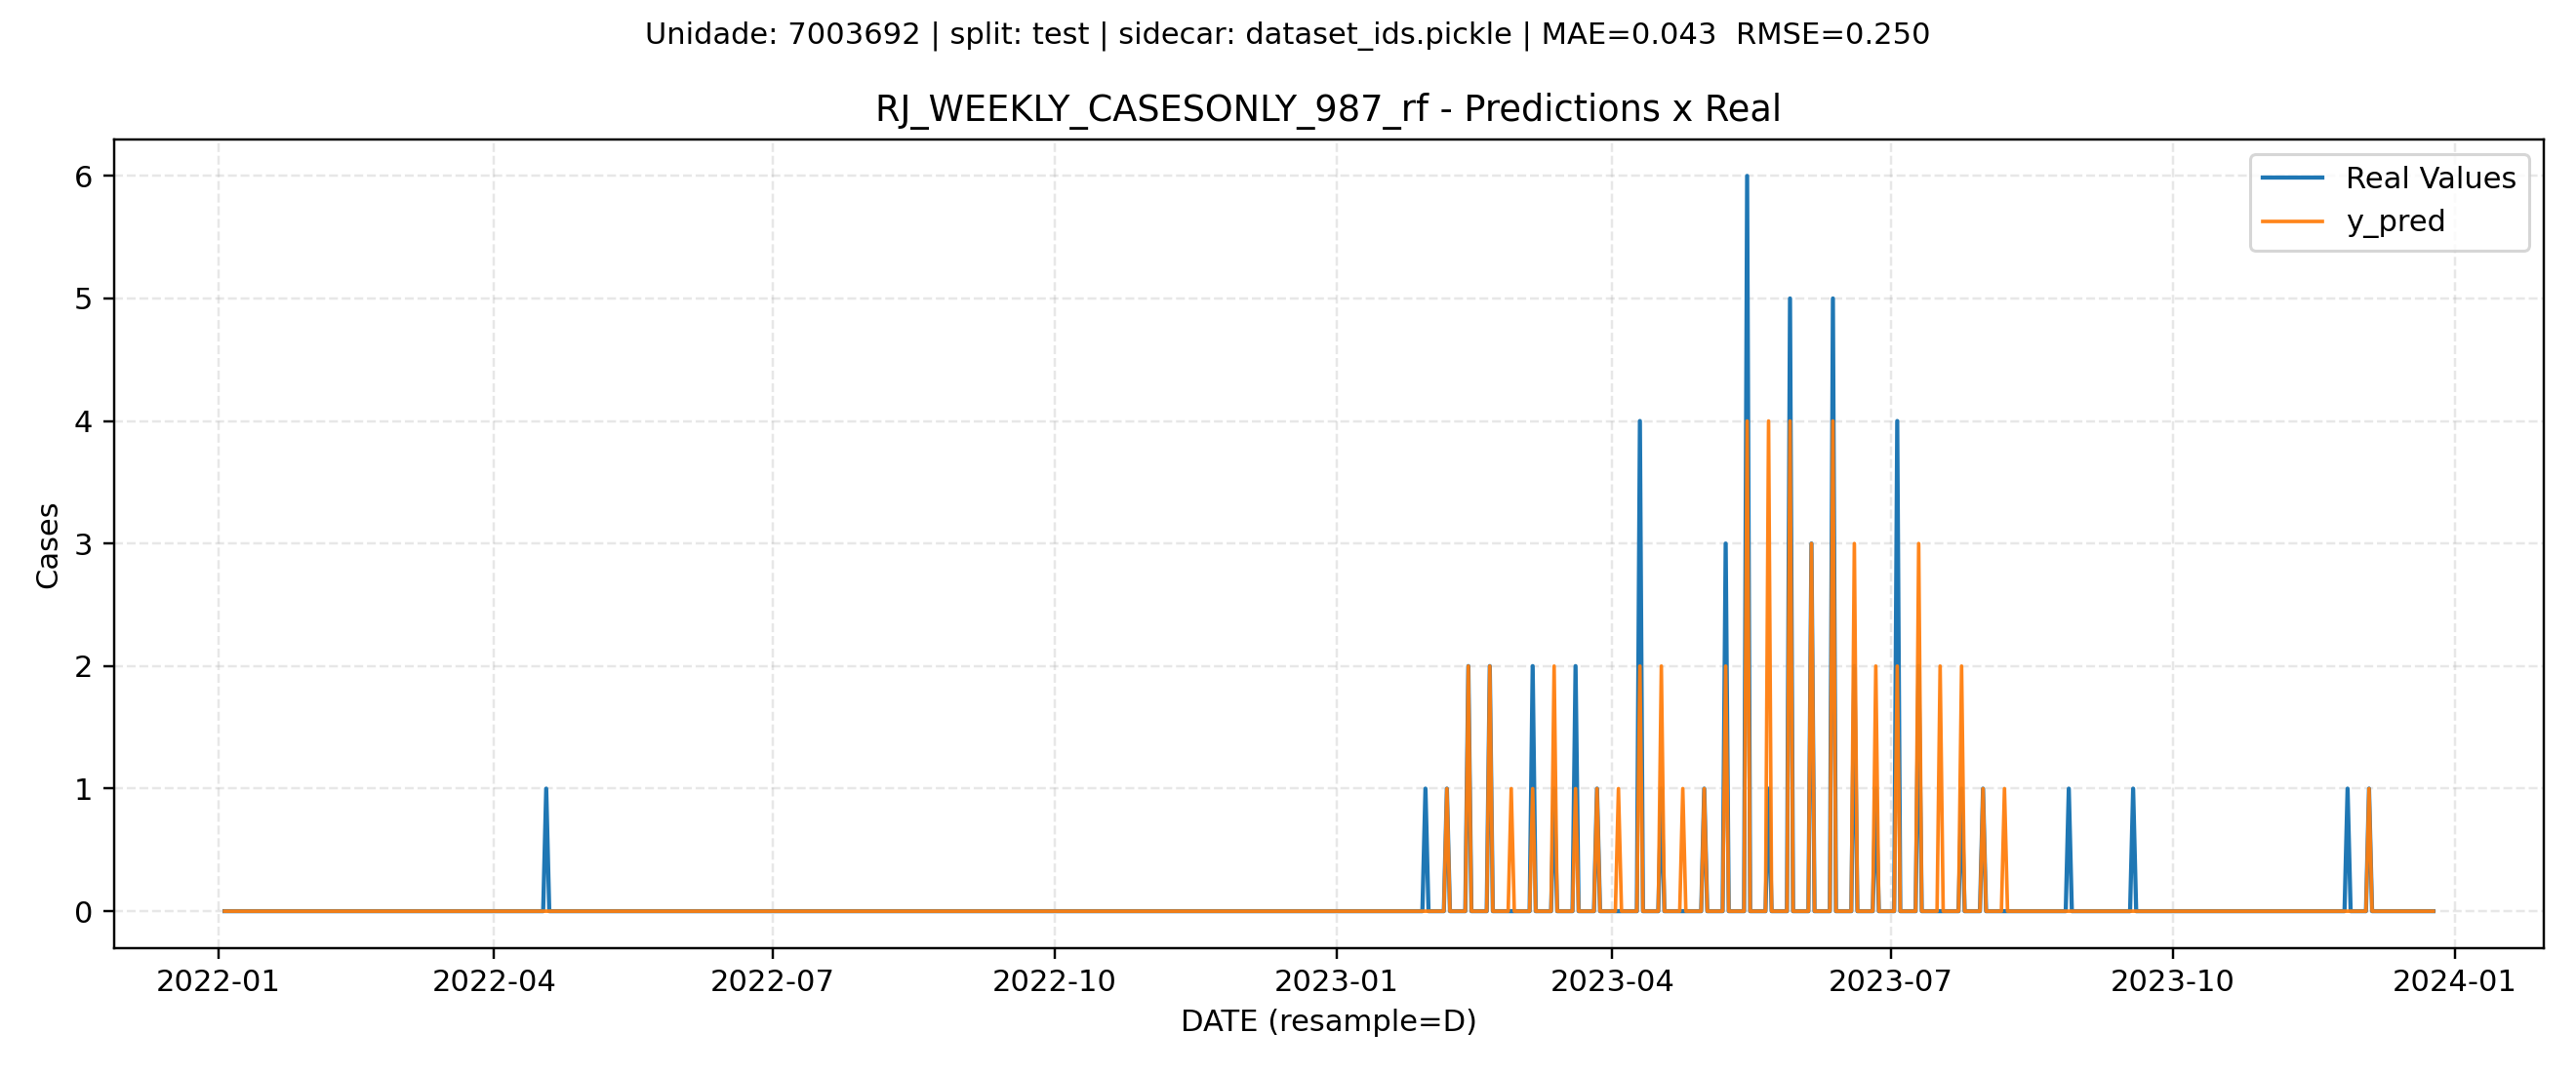 Unidade: 7003692 | split: test | sidecar: dataset_ids.pickle | MAE=0.043  RMSE=0.250
RJ_WEEKLY_CASESONLY_987_rf - Predictions x Real
Real Values
y_pred
Cases
6
5
4
3
2
1
0
2022-01
2022-04
2022-07
2022-10
2023-01
2023-04
2023-07
2023-10
2024-01
DATE (resample=D)